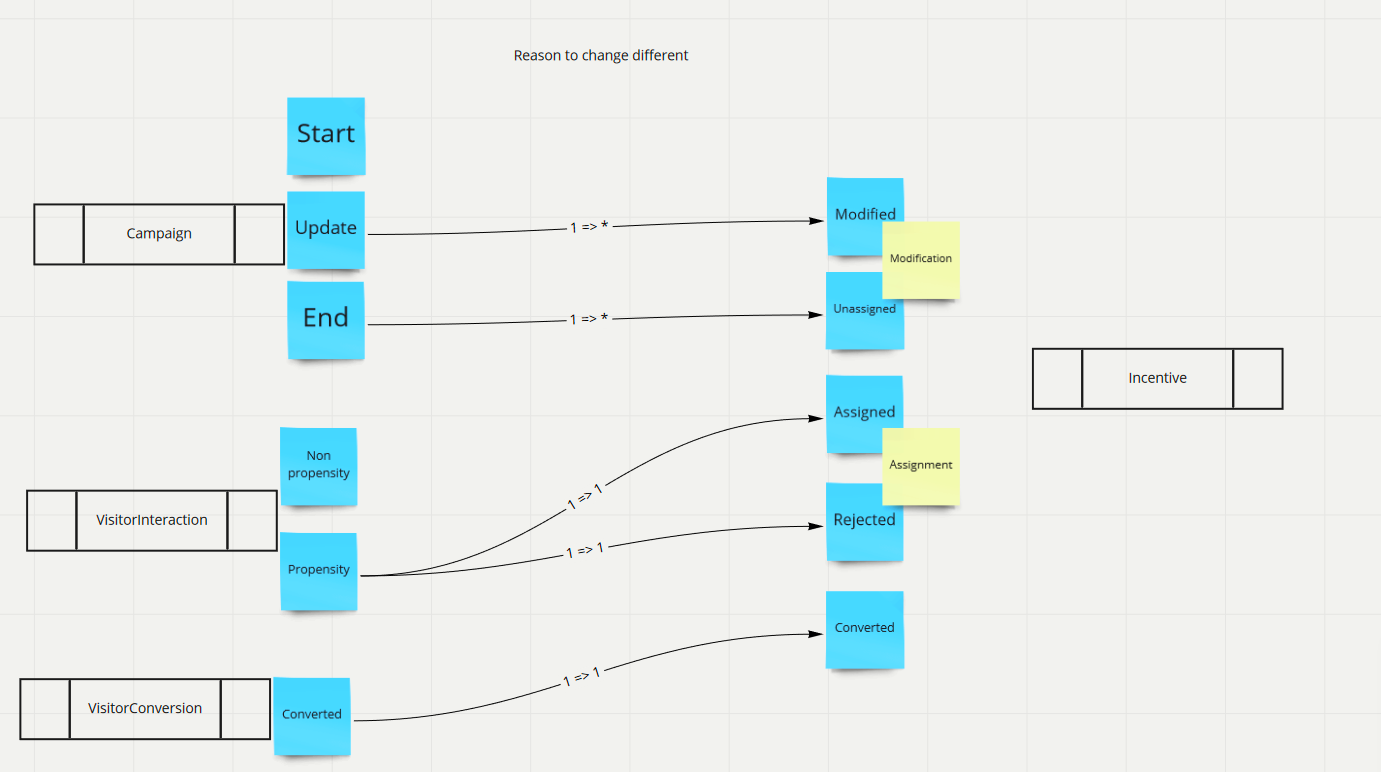 Reason to change different
Start
Campaign
Update
1 => *
Modified
Modification
End
1 => *
Unassigned
Incentive
Assigned
Non
propensity
Assignment
1 => 1
VisitorInteraction
Rejected
1 => 1
Propensity
Converted
1 => 1
VisitorConversion
Converted